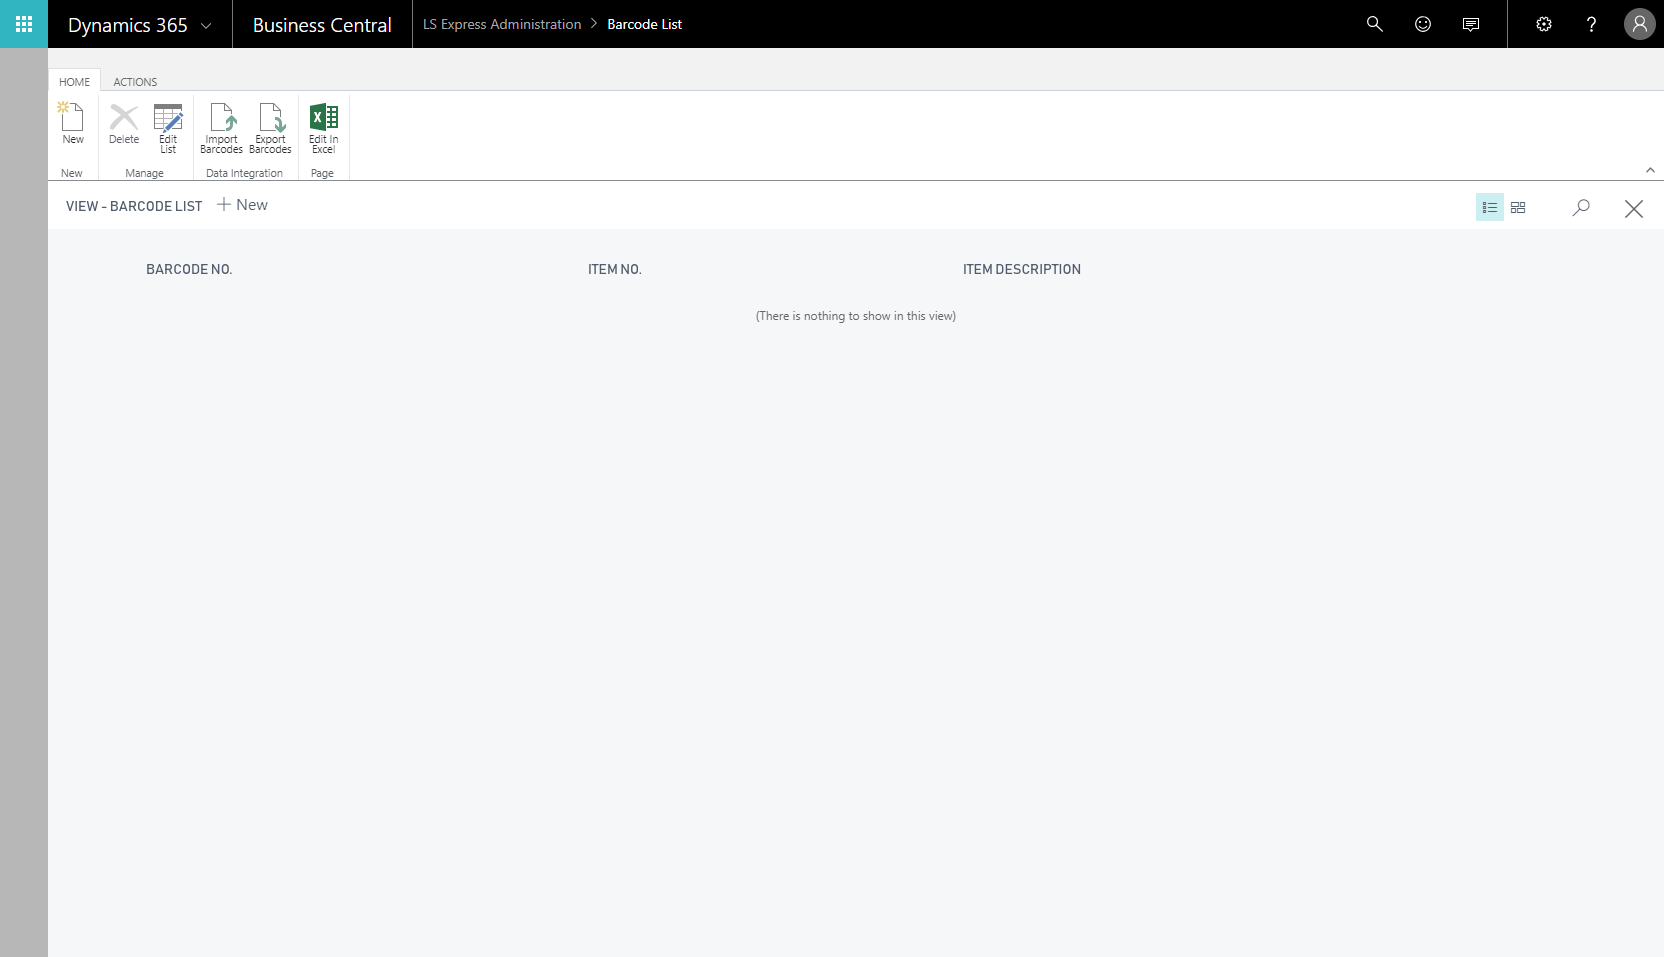 Dynamics 365
Business Central
LS Express Administration > Barcode List
HOME
ACTIONS
New
Delete
Edit
List
Import
Barcodes
Export
Barcodes
Edit In
Excel
New
Manage
Data Integration
Page
VIEW - BARCODE LIST
+ New
BARCODE NO.
ITEM NO.
ITEM DESCRIPTION
(There is nothing to show in this view)